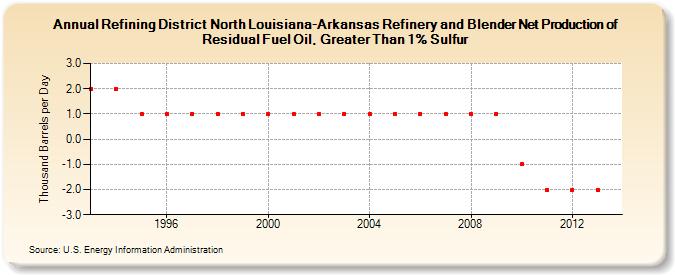 Annual Refining District North Louisiana-Arkansas Refinery and Blender Net Production of
Residual Fuel Oil, Greater Than 1% Sulfur
Thousand Barrels per Day
3.0
2.0
1.0
0.0
-1.0
-2.0
-3.0
1996 2000 2004 2008 2012
Source: U.S. Energy Information Administration